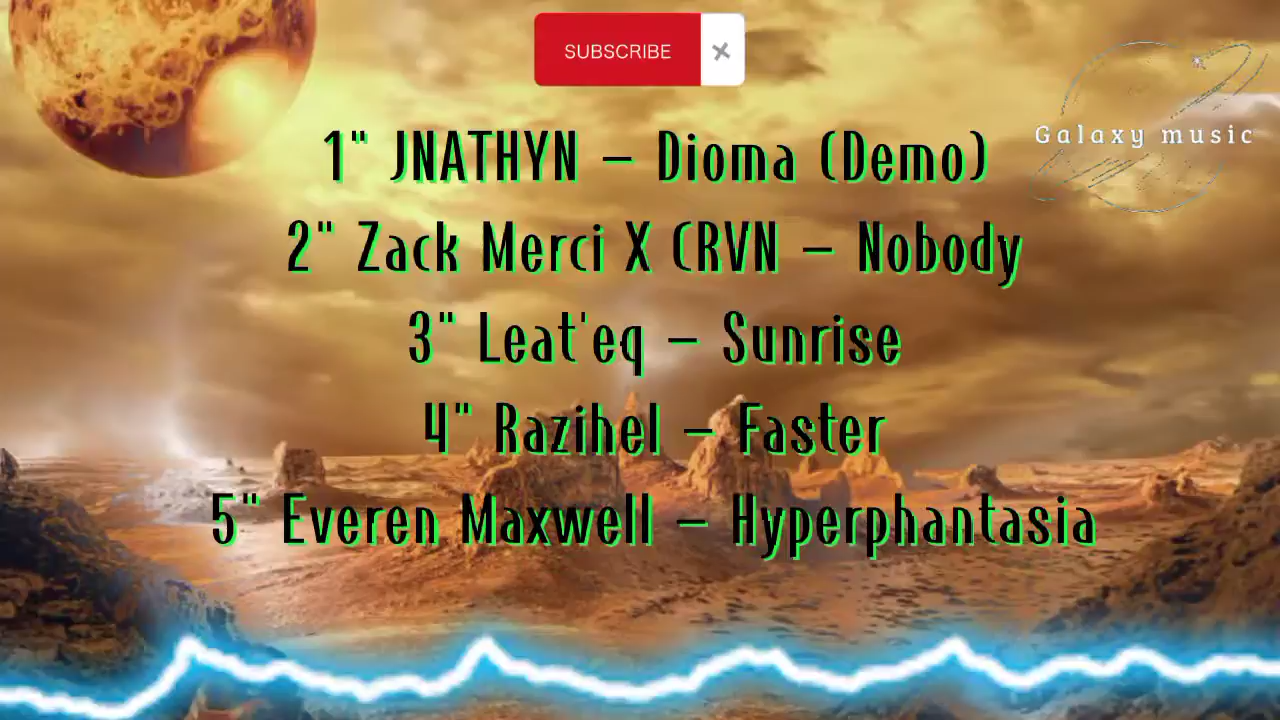 SUBSCRIBE
Galaxy music
1" JNATHYN – Dioma (Demo)
2" Zack Merci X CRVN – Nobody
3" Leat'eq – Sunrise
4" Razihel – Faster
5" Everen Maxwell – Hyperphantasia